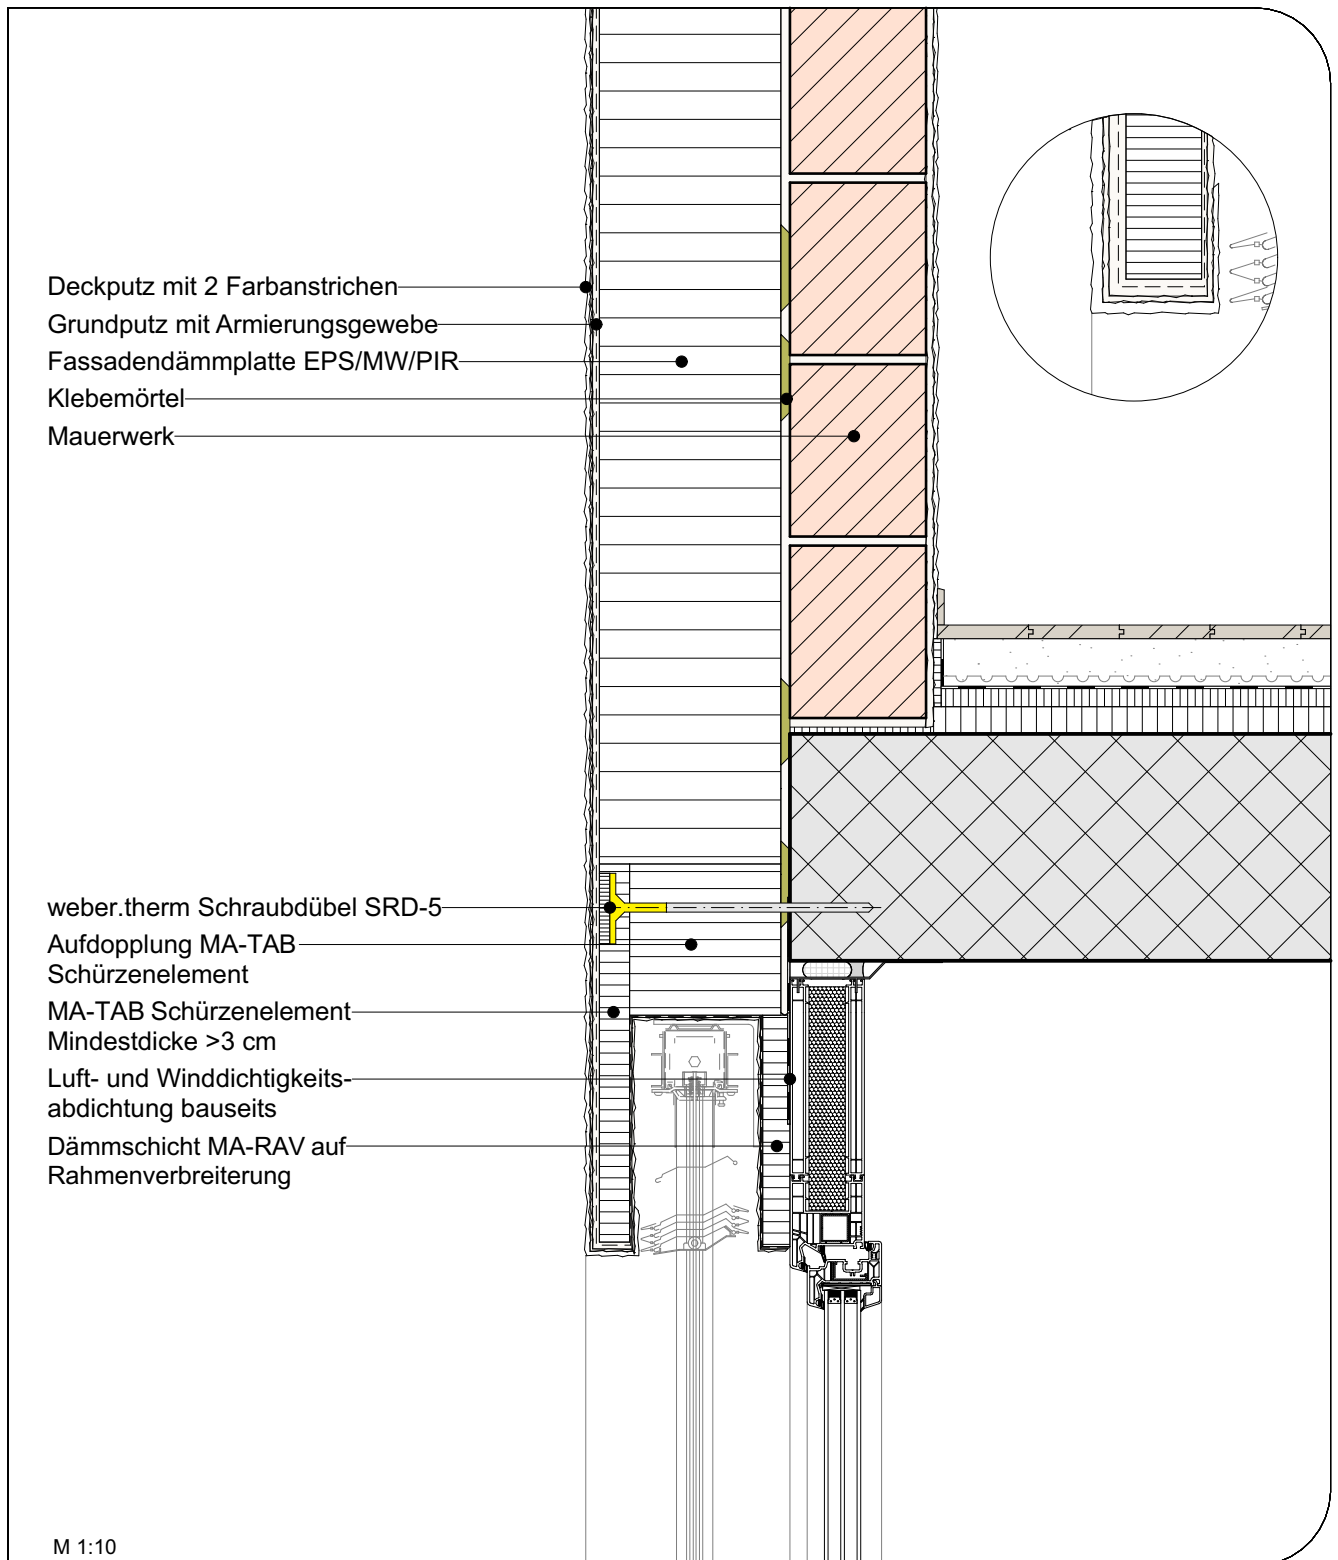 Deckputz mit 2 Farbanstrichen
Grundputz mit Armierungsgewebe
Fassadendämmplatte EPS/MW/PIR
Klebemörtel
Mauerwerk
weber.therm Schraubdübel SRD-5
Aufdopplung MA-TAB
Schürzenelement
MA-TAB Schürzenelement
Mindestdicke >3 cm
Luft- und Winddichtigkeits-
abdichtung bauseits
Dämmschicht MA-RAV auf
Rahmenverbreiterung
M 1:10